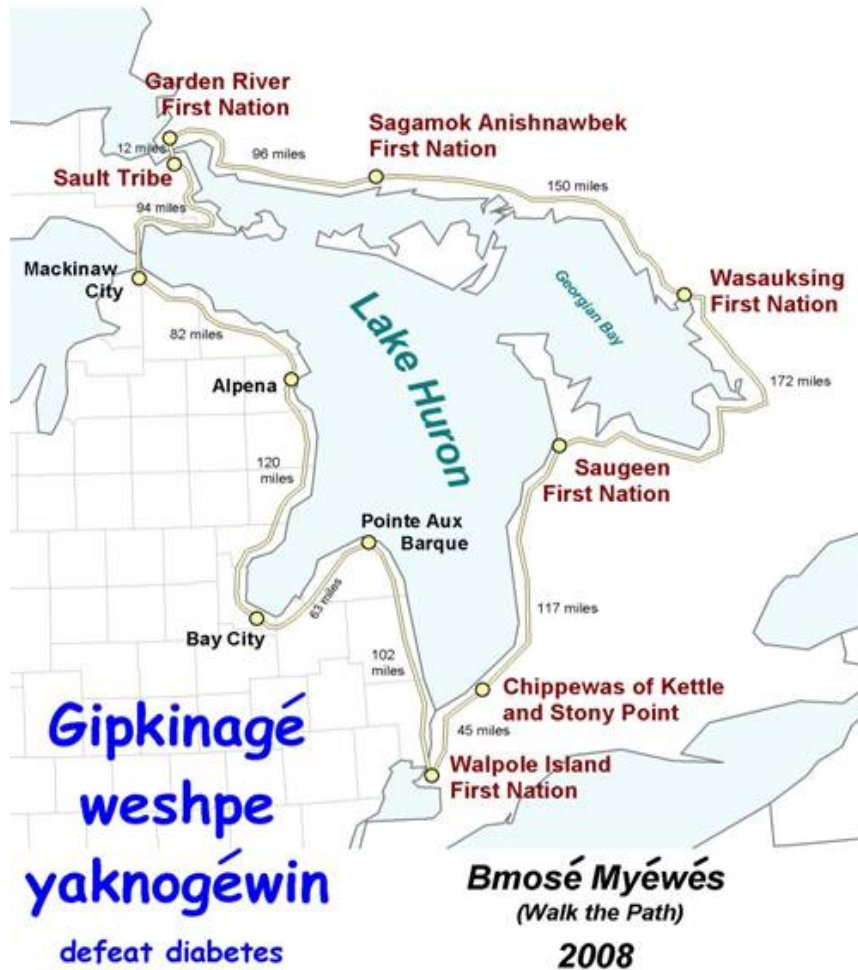 Garden River
First Nation
12 miles
96 miles
Sagamok Anishnawbek
First Nation
Sault Tribe
150 miles
94 miles
Mackinaw
City
Georgian Bay
Wasauksing
First Nation
Lake Huron
82 miles
Alpena
172 miles
Saugeen
First Nation
120
miles
Pointe Aux
Barque
63 miles
117 miles
Bay City
102
miles
Chippewas of Kettle
and Stony Point
45 miles
Walpole Island
First Nation
Gipkinagé
weshpe
yaknogéwin
defeat diabetes
Bmosé Myéwés
(Walk the Path)
2008